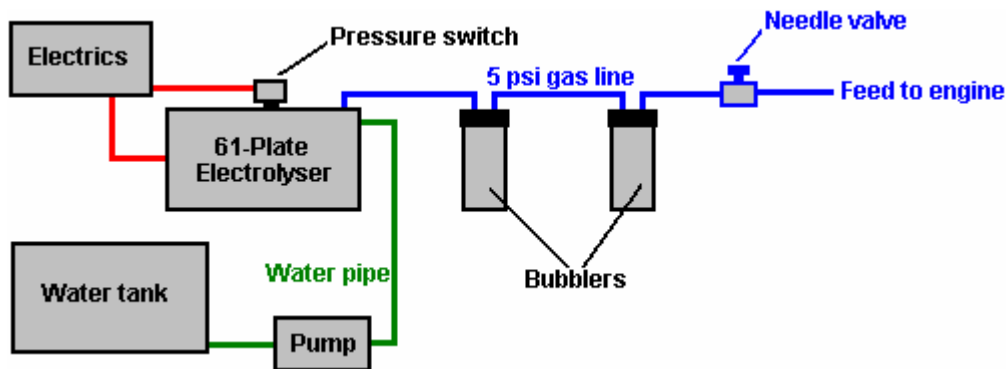 Needle valve
Pressure switch
Electrics
5 psi gas line
Feed to engine
61-Plate
Electrolyser
Water pipe
Bubblers
Water tank
Pump